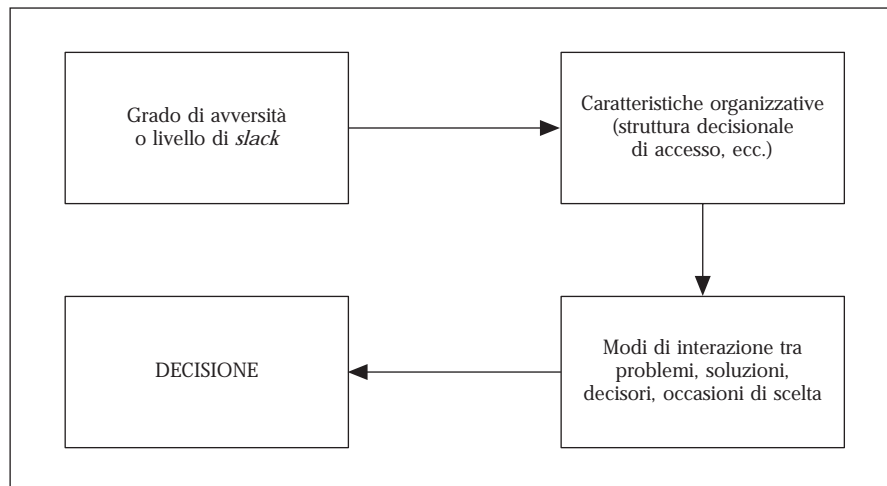 Grado di avversità
o livello di slack
Caratteristiche organizzative
(struttura decisionale
di accesso, ecc.)
DECISIONE
Modi di interazione tra
problemi, soluzioni,
decisori, occasioni di scelta